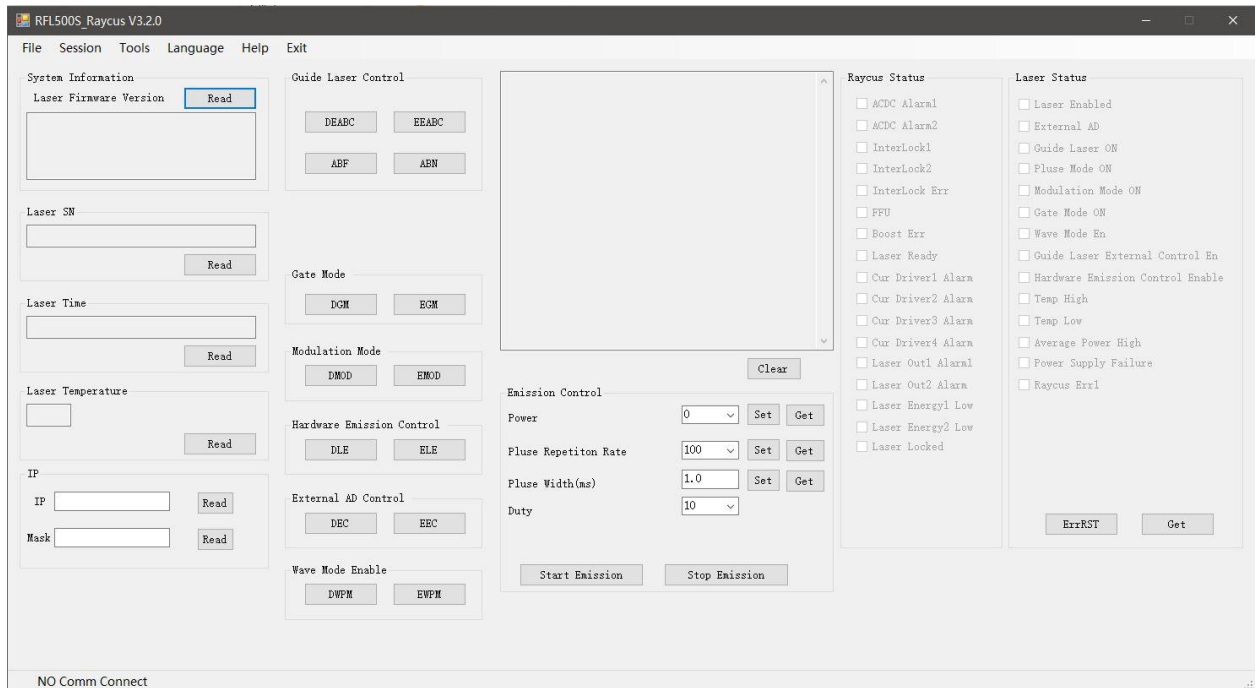 RFL500S_Raycus V3.2.0
File Session Tools Language Help Exit
System Information
Laser Firmware Version Read
Laser SN
Read
Laser Time
Read
Laser Temperature
Read
IP
IP Read
Mask Read
Guide Laser Control
DEABC EEABC
ABF ABN
Gate Mode
DGM EGM
Modulation Mode
DMOD EMOD
Hardware Emission Control
DLE ELE
External AD Control
DEC EEC
Wave Mode Enable
DWPM EWPM
Clear
Emission Control
Power 0 Set Get
Pluse Repetiton Rate 100 Set Get
Pluse Width(ms) 1.0 Set Get
Duty 10
Start Emission Stop Emission
Raycus Status
ACDC Alarm1
ACDC Alarm2
InterLock1
InterLock2
InterLock Err
FFU
Boost Err
Laser Ready
Cur Driver1 Alarm
Cur Driver2 Alarm
Cur Driver3 Alarm
Cur Driver4 Alarm
Laser Out1 Alarm1
Laser Out2 Alarm
Laser Energy1 Low
Laser Energy2 Low
Laser Locked
Laser Status
Laser Enabled
External AD
Guide Laser ON
Pluse Mode ON
Modulation Mode ON
Gate Mode ON
Wave Mode En
Guide Laser External Control En
Hardware Emission Control Enable
Temp High
Temp Low
Average Power High
Power Supply Failure
Raycus Err1
ErrRST Get
NO Comm Connect